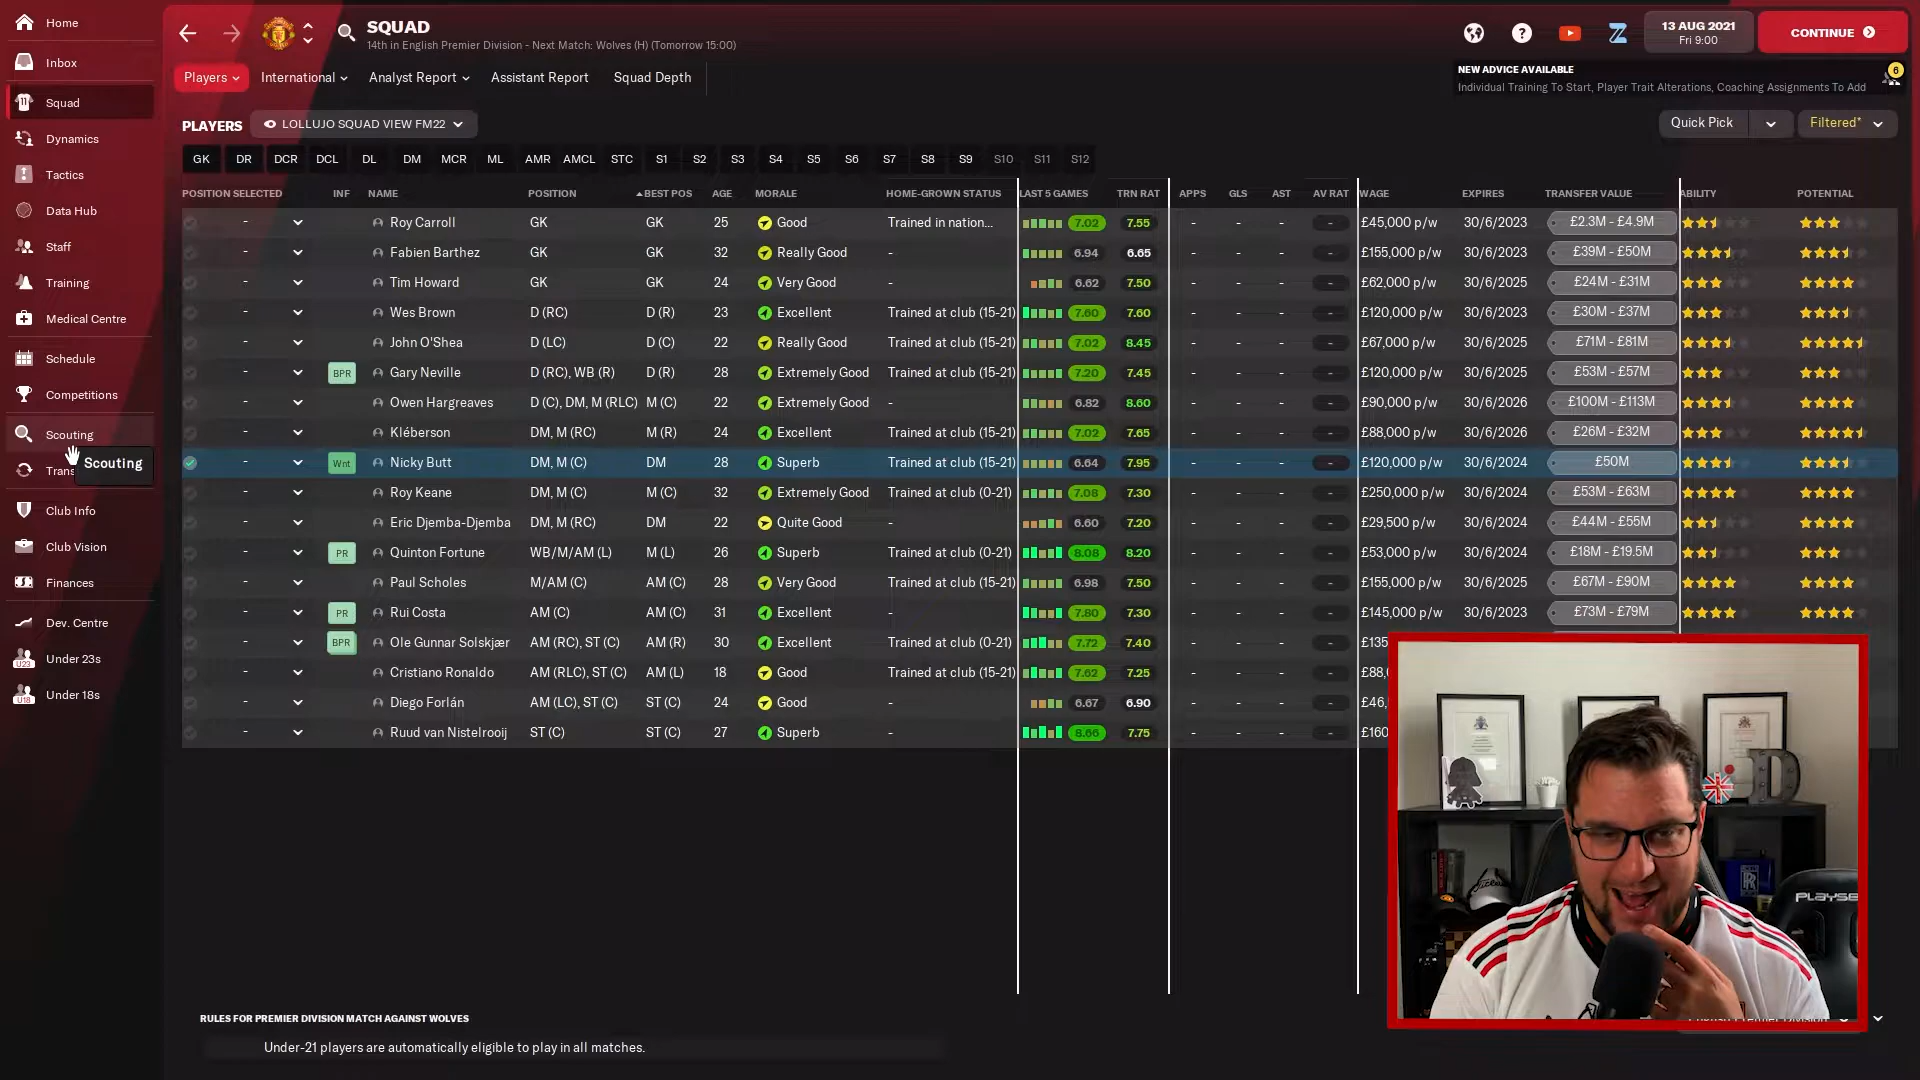 Home
Inbox
Squad
Dynamics
Tactics
Data Hub
Staff
Training
Medical Centre
Schedule
Competitions
Scouting
Scouting
Club Info
Club Vision
Finances
Dev. Centre
Under 23s
Under 18s
SQUAD
14th in English Premier Division - Next Match: Wolves (H) (Tomorrow 15:00)
13 AUG 2021
Fri 9:00
CONTINUE
Players International Analyst Report Assistant Report Squad Depth
NEW ADVICE AVAILABLE
Individual Training To Start, Player Trait Alterations, Coaching Assignments To Add
6
PLAYERS LOLLUJO SQUAD VIEW FM22 Quick Pick Filtered*
GK DR DCR DCL DL DM MCR ML AMR AMCL STC S1 S2 S3 S4 S5 S6 S7 S8 S9 S10 S11 S12
POSITION SELECTED INF NAME POSITION BEST POS AGE MORALE HOME-GROWN STATUS LAST 5 GAMES TRN RAT APPS GLS AST AV RAT WAGE EXPIRES TRANSFER VALUE ABILITY POTENTIAL
- Roy Carroll GK GK 25 Good Trained in nation... 7.02 7.55 - - - - £45,000 p/w 30/6/2023 £2.3M - £4.9M
- Fabien Barthez GK GK 32 Really Good - 6.94 6.65 - - - - £155,000 p/w 30/6/2023 £39M - £50M
- Tim Howard GK GK 24 Very Good - 6.62 7.50 - - - - £62,000 p/w 30/6/2025 £24M - £31M
- Wes Brown D (RC) D (R) 23 Excellent Trained at club (15-21) 7.60 7.60 - - - - £120,000 p/w 30/6/2023 £30M - £37M
- John O'Shea D (LC) D (C) 22 Really Good Trained at club (15-21) 7.02 8.45 - - - - £67,000 p/w 30/6/2025 £71M - £81M
- BPR Gary Neville D (RC), WB (R) D (R) 28 Extremely Good Trained at club (15-21) 7.20 7.45 - - - - £120,000 p/w 30/6/2025 £53M - £57M
- Owen Hargreaves D (C), DM, M (RLC) M (C) 22 Extremely Good - 6.82 8.60 - - - - £90,000 p/w 30/6/2026 £100M - £113M
- Kléberson DM, M (RC) M (R) 24 Excellent Trained at club (15-21) 7.02 7.65 - - - - £88,000 p/w 30/6/2026 £26M - £32M
- Wnt Nicky Butt DM, M (C) DM 28 Superb Trained at club (15-21) 6.64 7.95 - - - - £120,000 p/w 30/6/2024 £50M
- Roy Keane DM, M (C) M (C) 32 Extremely Good Trained at club (0-21) 7.08 7.30 - - - - £250,000 p/w 30/6/2024 £53M - £63M
- Eric Djemba-Djemba DM, M (RC) DM 22 Quite Good - 6.60 7.20 - - - - £29,500 p/w 30/6/2024 £44M - £55M
- PR Quinton Fortune WB/M/AM (L) M (L) 26 Superb Trained at club (0-21) 8.08 8.20 - - - - £53,000 p/w 30/6/2024 £18M - £19.5M
- Paul Scholes M/AM (C) AM (C) 28 Very Good Trained at club (15-21) 6.98 7.50 - - - - £155,000 p/w 30/6/2025 £67M - £90M
- PR Rui Costa AM (C) AM (C) 31 Excellent - 7.80 7.30 - - - - £145,000 p/w 30/6/2023 £73M - £79M
- BPR Ole Gunnar Solskjær AM (RC), ST (C) AM (R) 30 Excellent Trained at club (0-21) 7.72 7.40 - - - - £135
- Cristiano Ronaldo AM (RLC), ST (C) AM (L) 18 Good Trained at club (15-21) 7.62 7.25 - - - - £88,
- Diego Forlán AM (LC), ST (C) ST (C) 24 Good - 6.67 6.90 - - - - £46,
- Ruud van Nistelrooij ST (C) ST (C) 27 Superb - 8.66 7.75 - - - - £160
PLAYSE
D
RULES FOR PREMIER DIVISION MATCH AGAINST WOLVES
Under-21 players are automatically eligible to play in all matches.